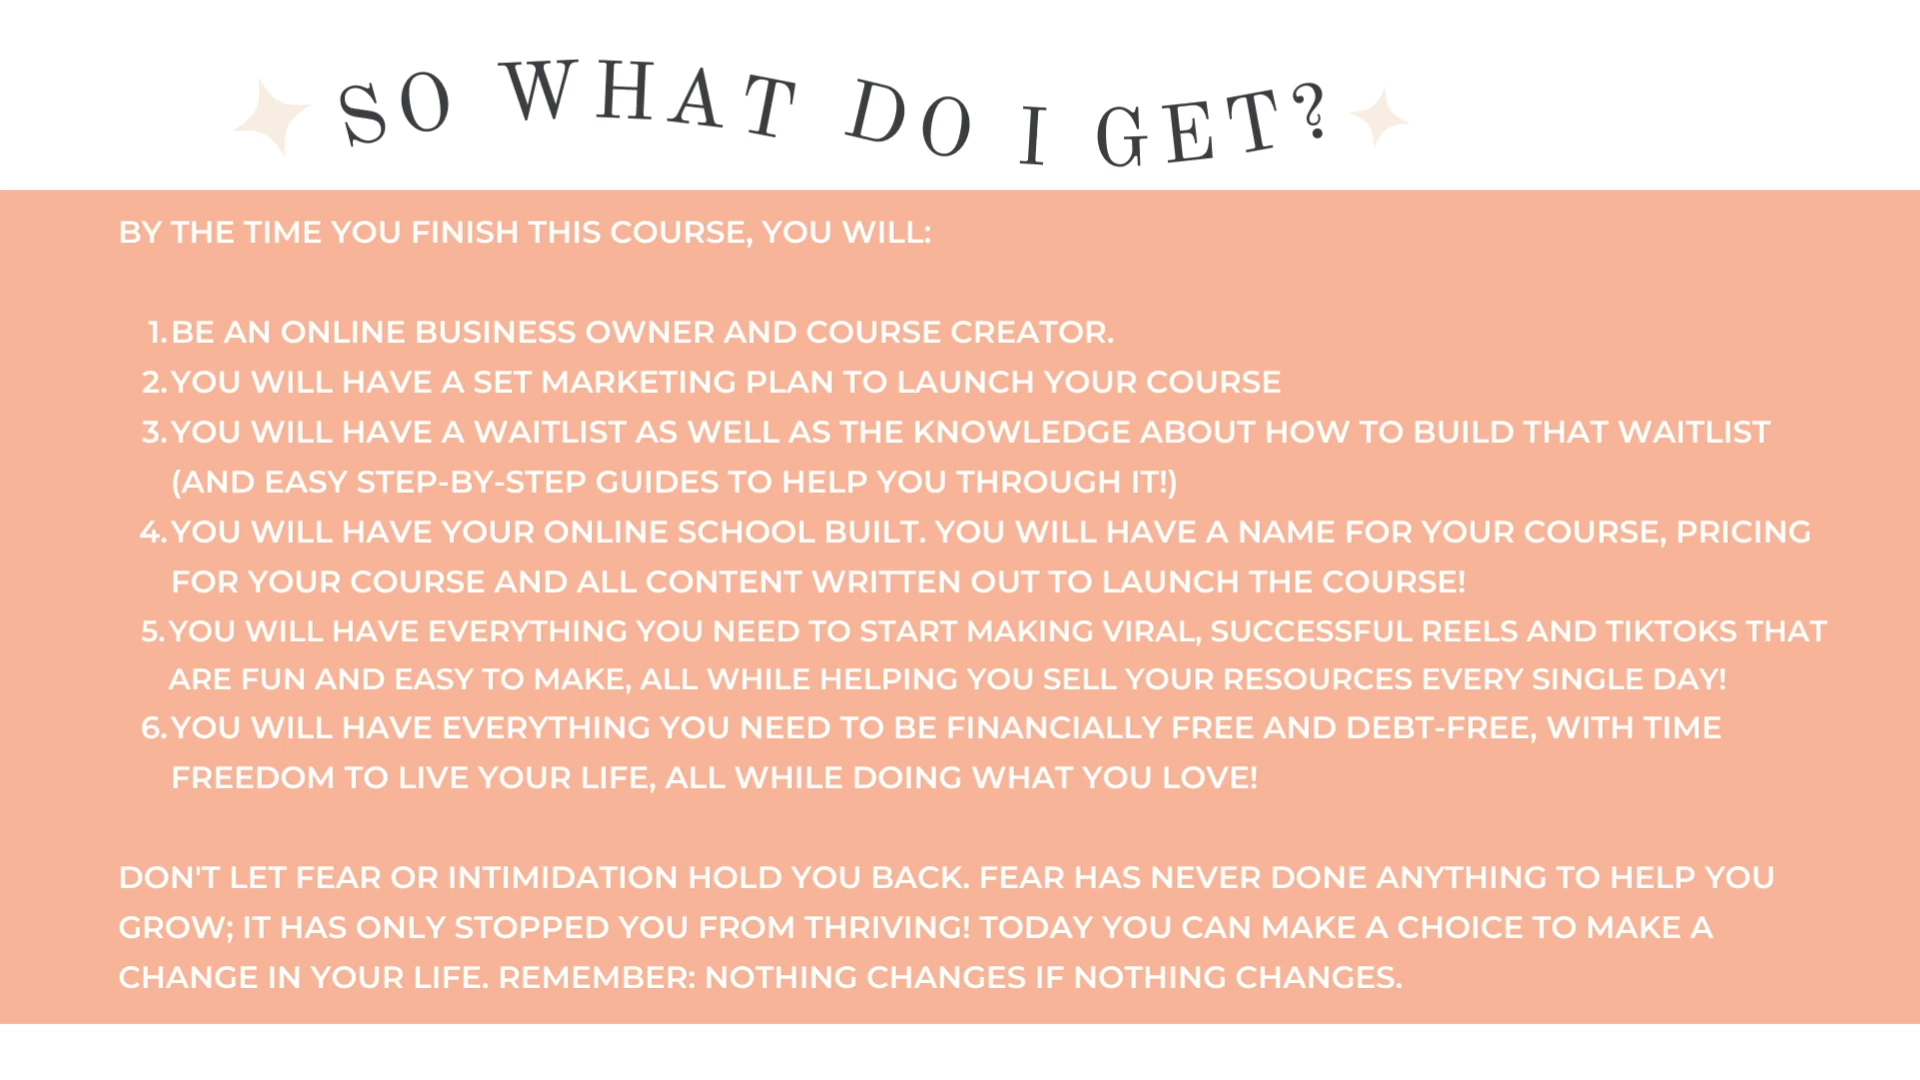 SO WHAT DO I GET?
BY THE TIME YOU FINISH THIS COURSE, YOU WILL:
1. BE AN ONLINE BUSINESS OWNER AND COURSE CREATOR.
2. YOU WILL HAVE A SET MARKETING PLAN TO LAUNCH YOUR COURSE
3. YOU WILL HAVE A WAITLIST AS WELL AS THE KNOWLEDGE ABOUT HOW TO BUILD THAT WAITLIST
(AND EASY STEP-BY-STEP GUIDES TO HELP YOU THROUGH IT!)
4. YOU WILL HAVE YOUR ONLINE SCHOOL BUILT. YOU WILL HAVE A NAME FOR YOUR COURSE, PRICING
FOR YOUR COURSE AND ALL CONTENT WRITTEN OUT TO LAUNCH THE COURSE!
5. YOU WILL HAVE EVERYTHING YOU NEED TO START MAKING VIRAL, SUCCESSFUL REELS AND TIKTOKS THAT
ARE FUN AND EASY TO MAKE, ALL WHILE HELPING YOU SELL YOUR RESOURCES EVERY SINGLE DAY!
6. YOU WILL HAVE EVERYTHING YOU NEED TO BE FINANCIALLY FREE AND DEBT-FREE, WITH TIME
FREEDOM TO LIVE YOUR LIFE, ALL WHILE DOING WHAT YOU LOVE!
DON'T LET FEAR OR INTIMIDATION HOLD YOU BACK. FEAR HAS NEVER DONE ANYTHING TO HELP YOU
GROW; IT HAS ONLY STOPPED YOU FROM THRIVING! TODAY YOU CAN MAKE A CHOICE TO MAKE A
CHANGE IN YOUR LIFE. REMEMBER: NOTHING CHANGES IF NOTHING CHANGES.